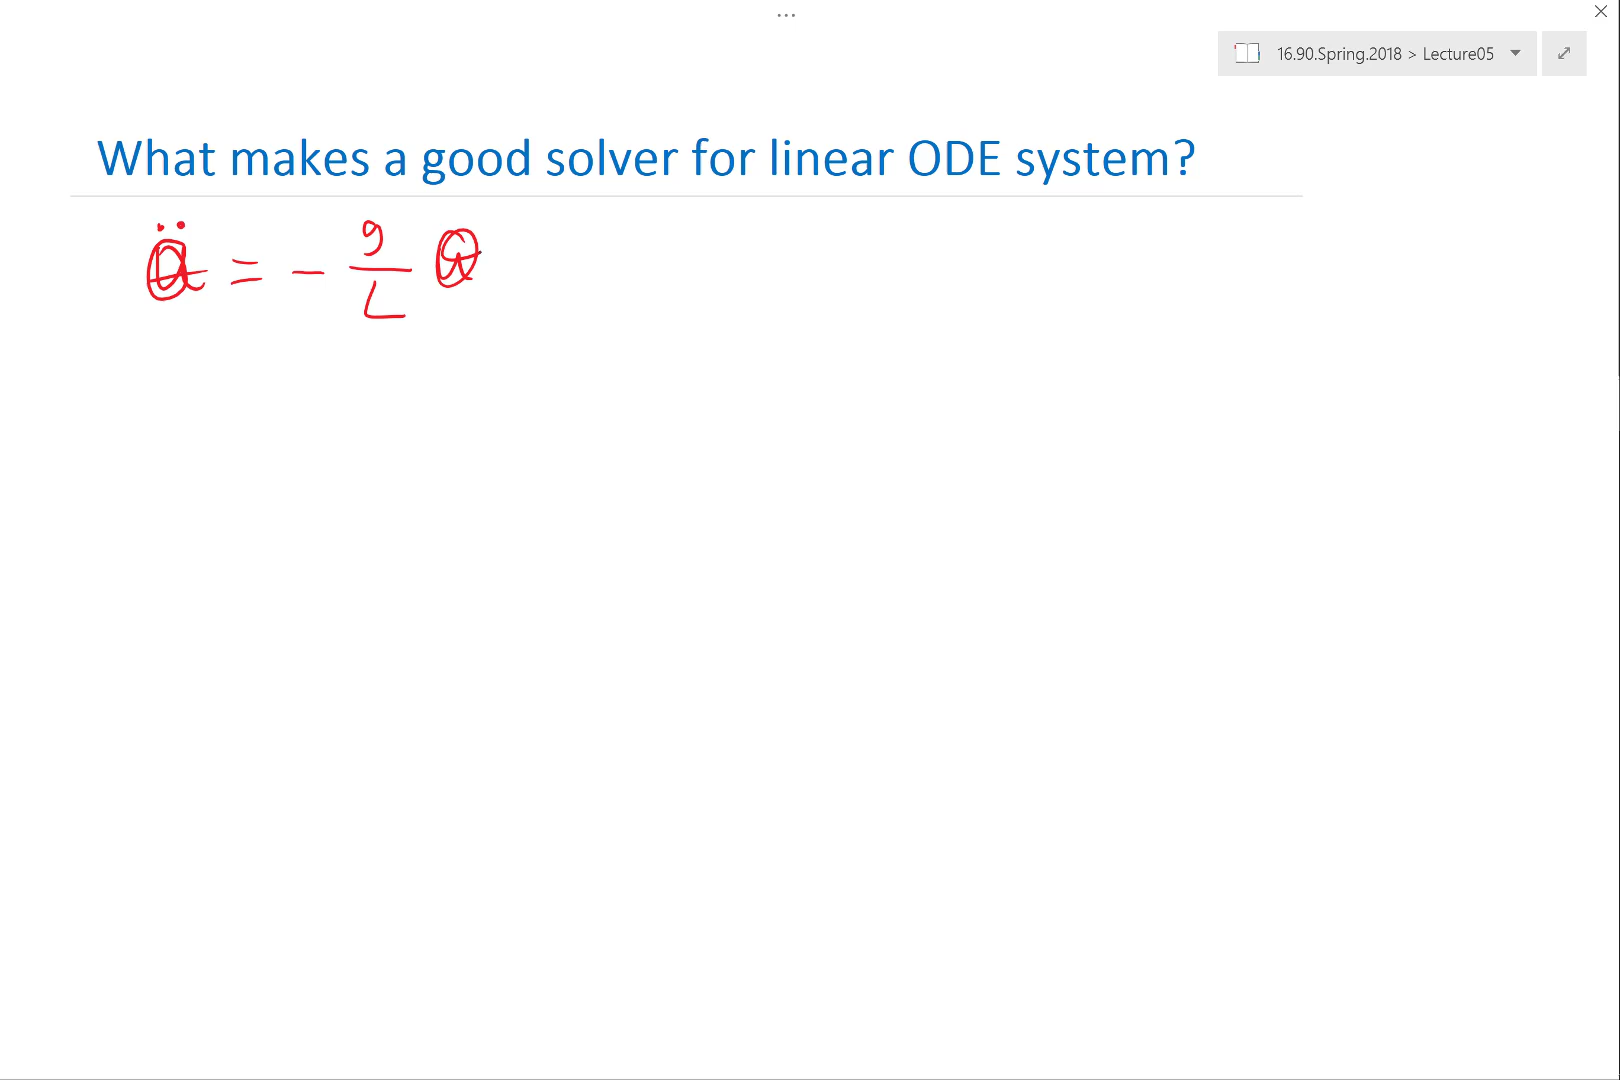 16.90.Spring.2018 > Lecture05
What makes a good solver for linear ODE system?
θ̈ = - g/L θ